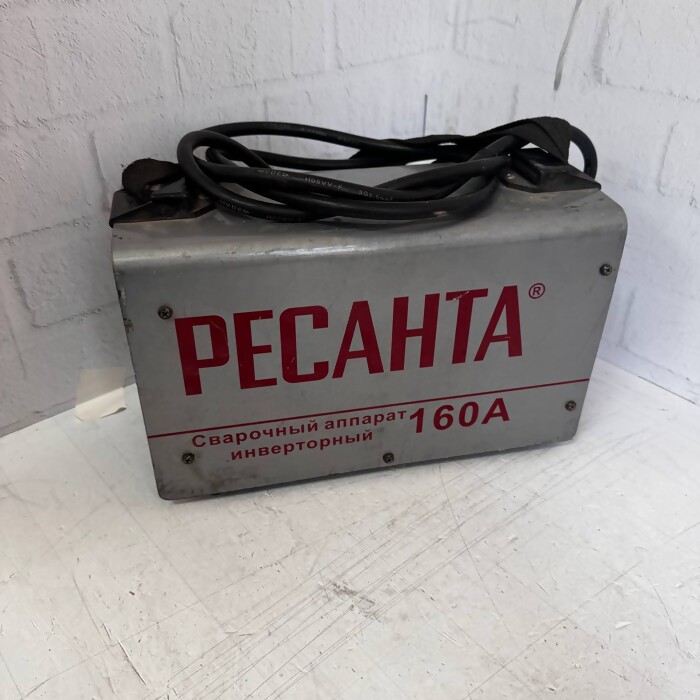 РЕСАНТА®
Сварочный аппарат 160А
инверторный